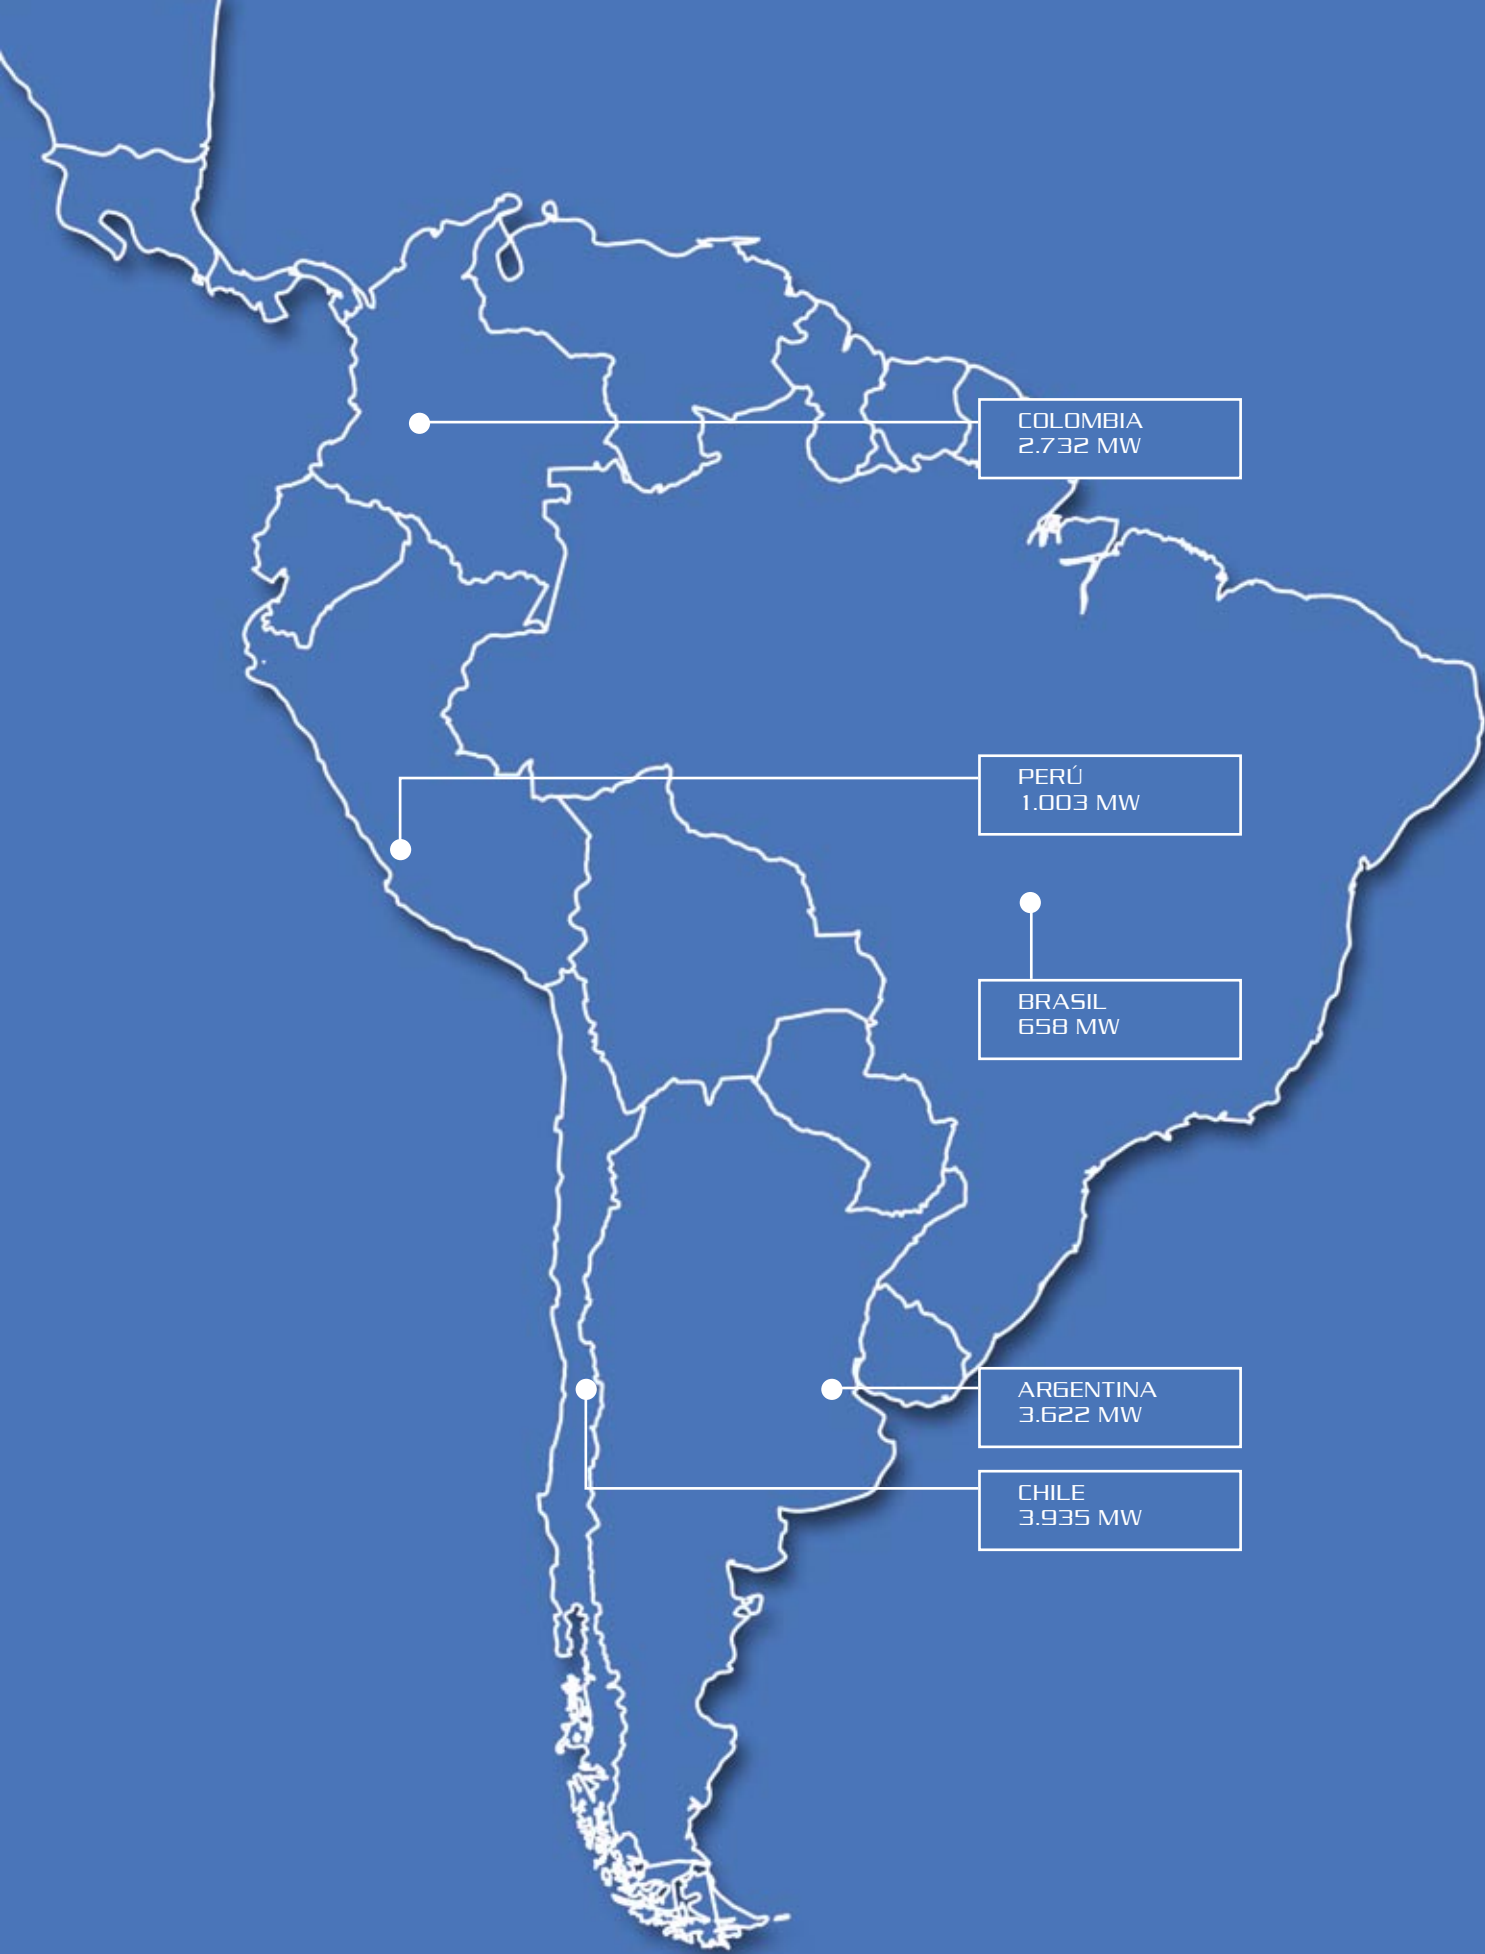 COLOMBIA
2.732 MW
PERÚ
1.003 MW
BRASIL
658 MW
ARGENTINA
3.622 MW
CHILE
3.935 MW